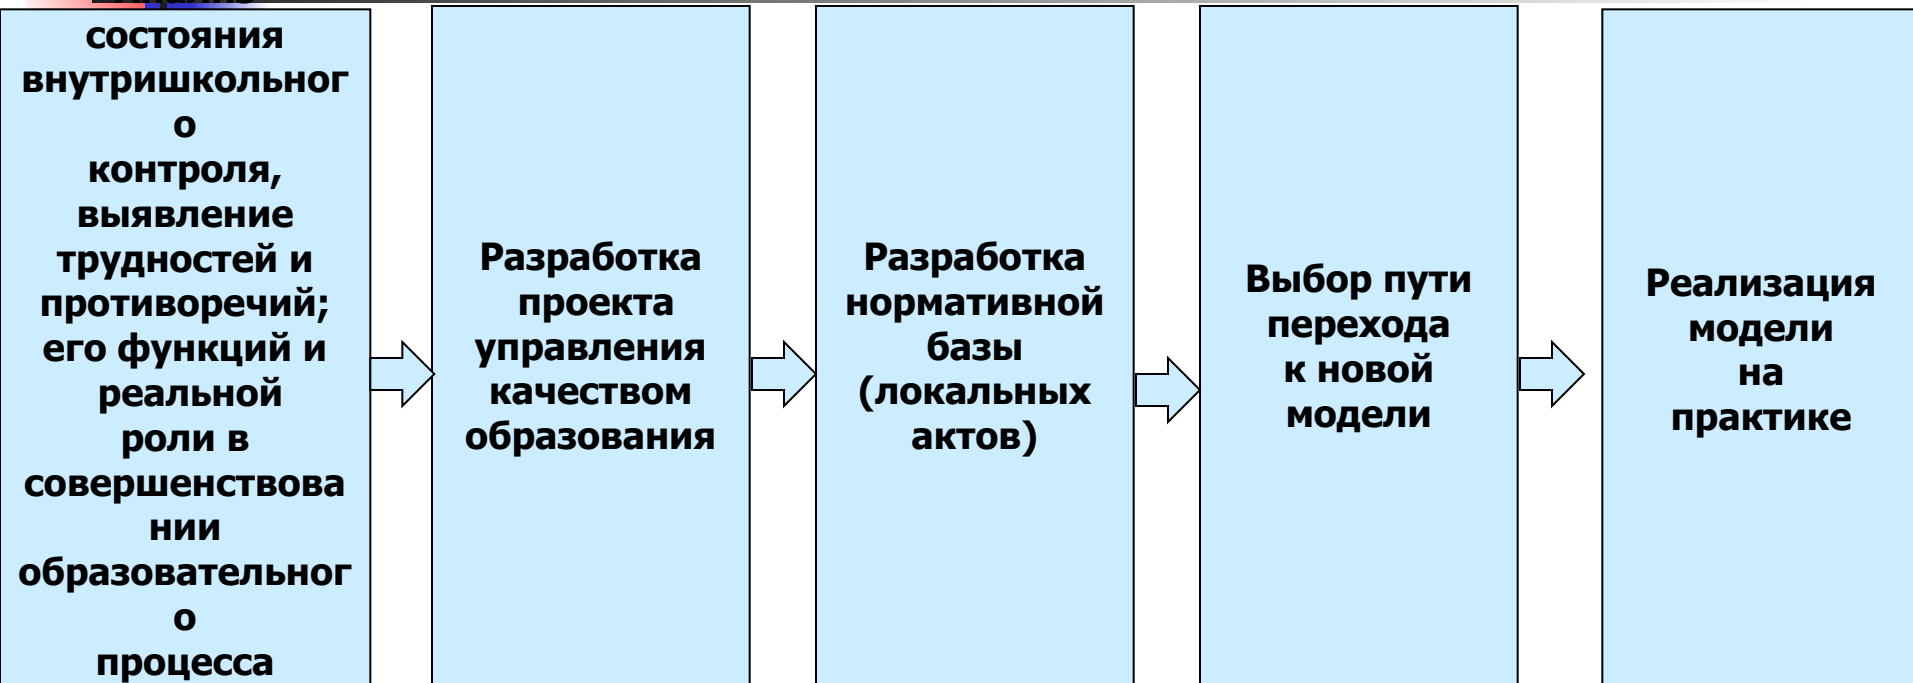 состояния
внутришкольног
о
контроля,
выявление
трудностей и
противоречий;
его функций и
реальной
роли в
совершенствова
нии
образовательног
о
процесса
Разработка
проекта
управления
качеством
образования
Разработка
нормативной
базы
(локальных
актов)
Выбор пути
перехода
к новой
модели
Реализация
модели
на
практике